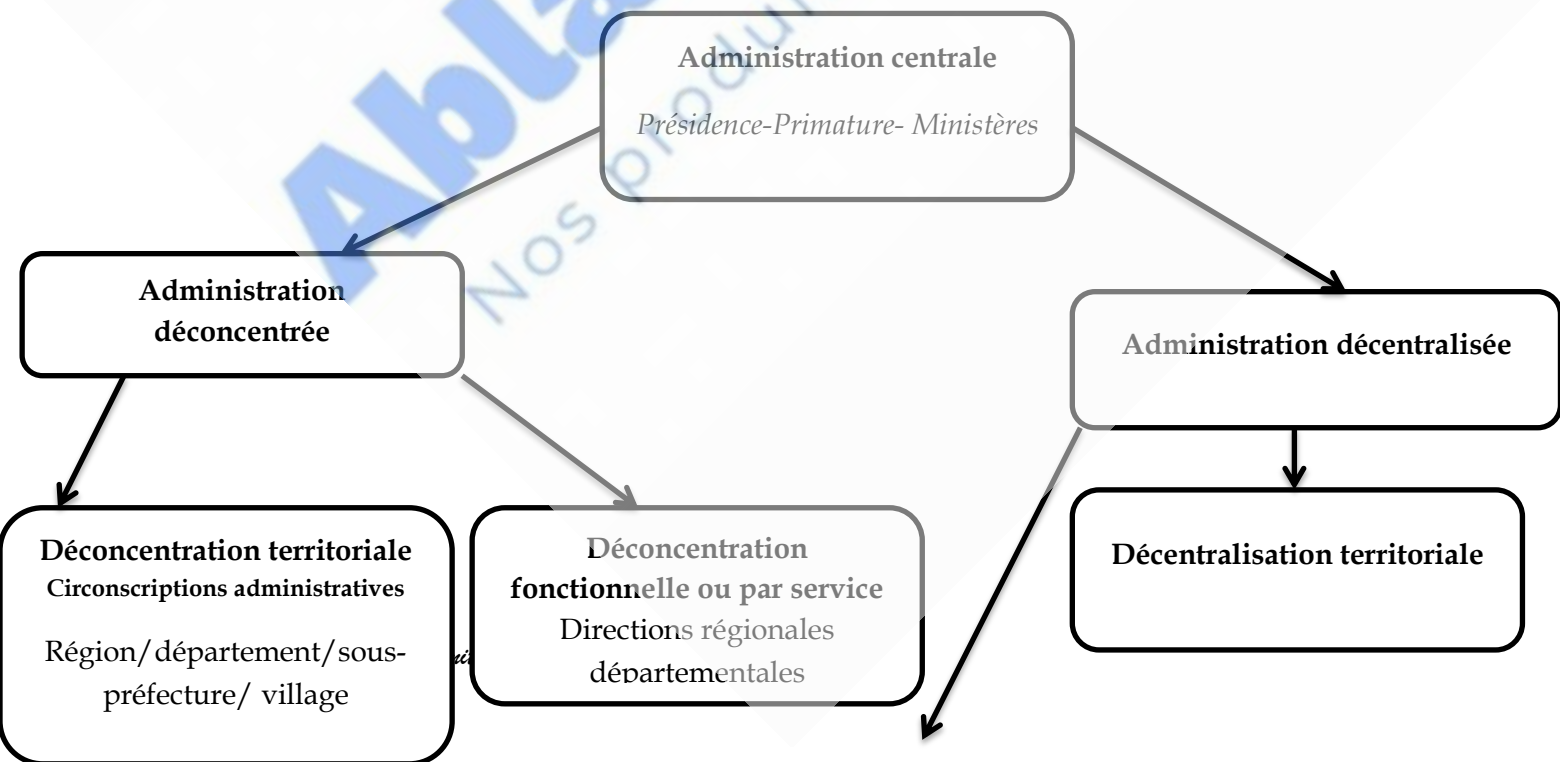 Administration centrale
Présidence-Primature- Ministères
Administration
déconcentrée
Administration décentralisée
Déconcentration territoriale
Circonscriptions administratives
Région/département/sous-
préfecture/ village
Déconcentration
fonctionnelle ou par service
Directions régionales
départementales
Décentralisation territoriale
Nos